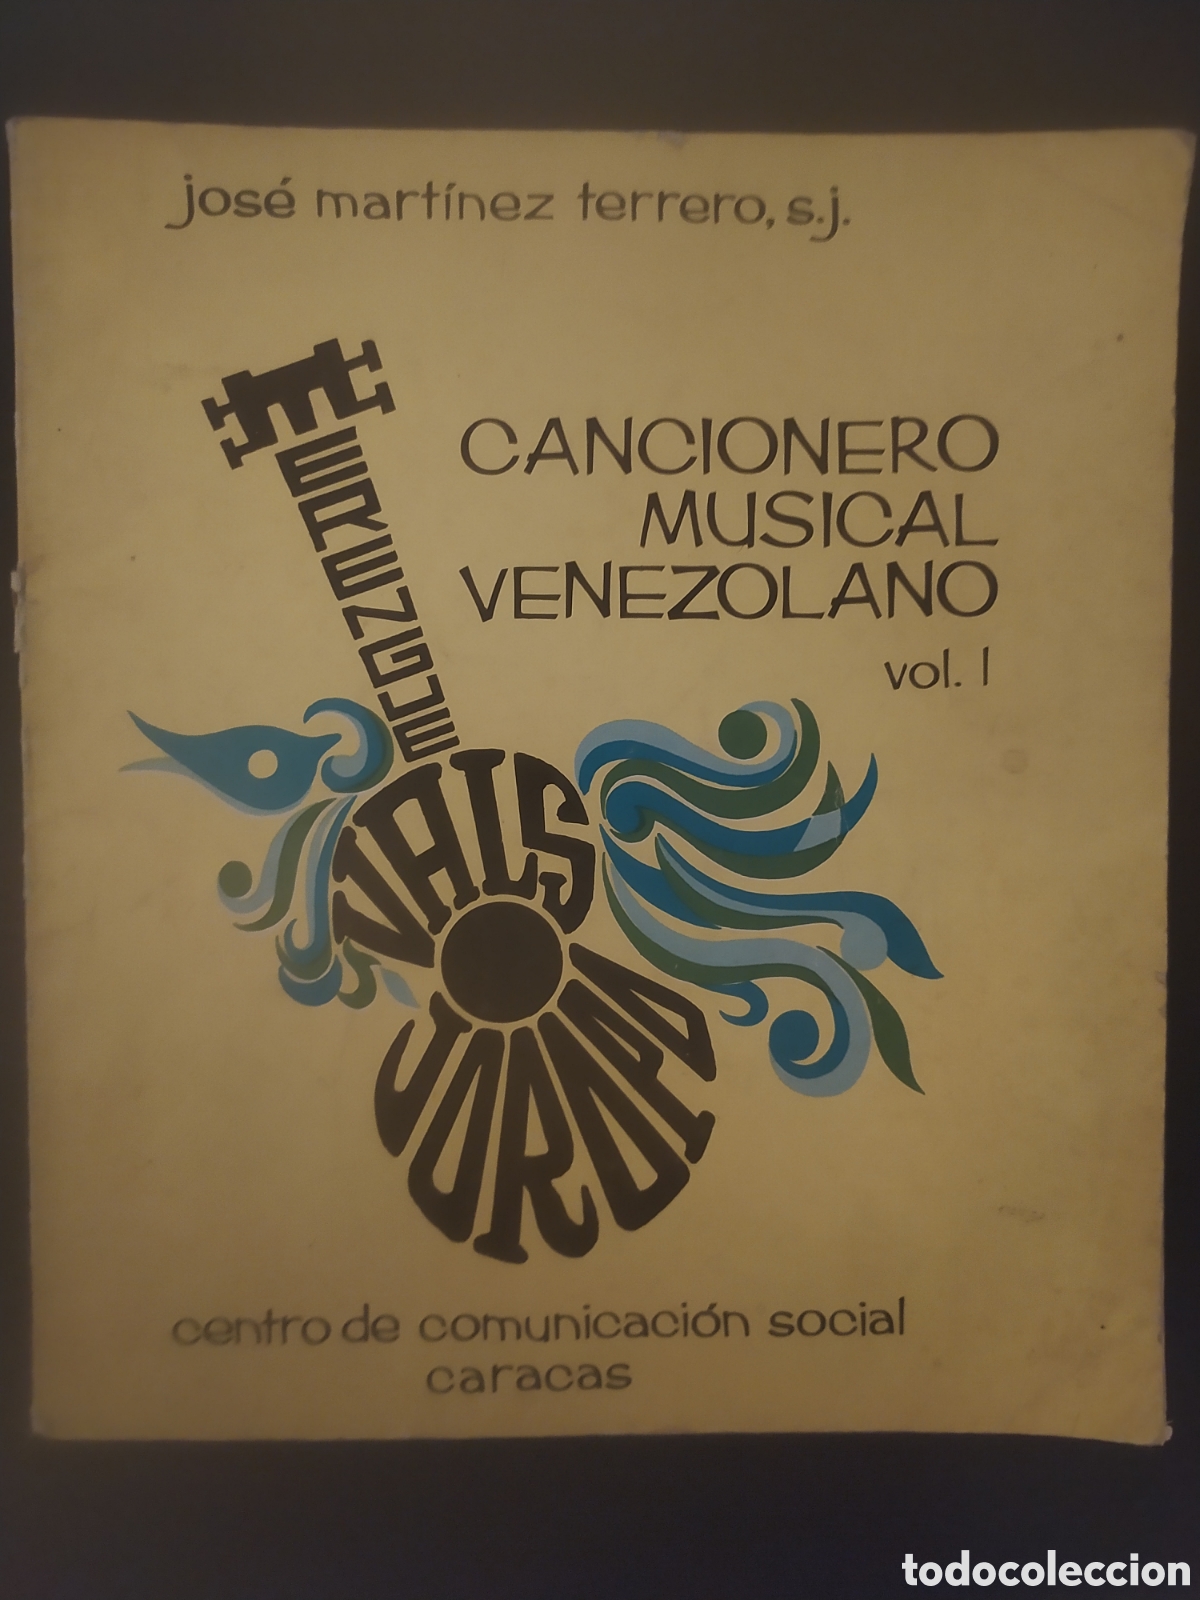 josé martínez terrero, s.j.
CANCIONERO
MUSICAL
VENEZOLANO
vol. I
MERENGUE
VALS
JOROPO
centro de comunicación social
caracas
todocoleccion